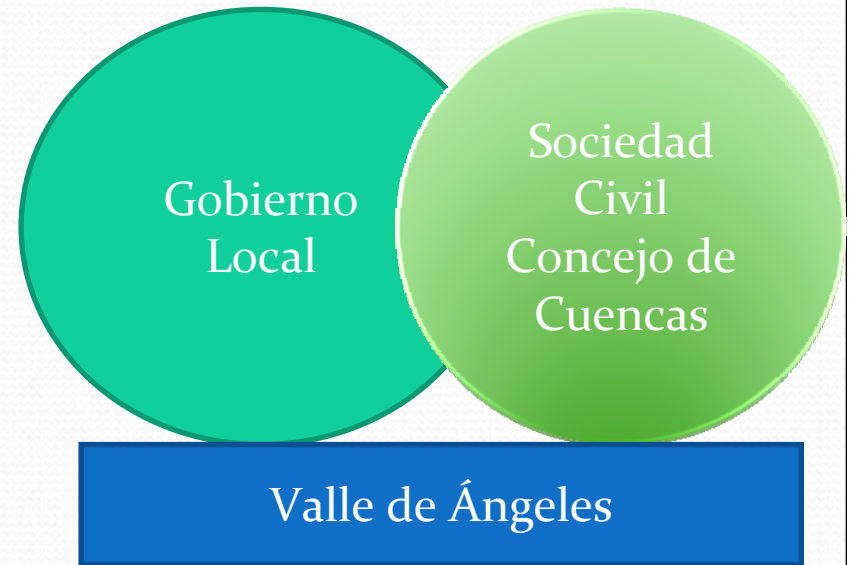 Gobierno
Local
Sociedad
Civil
Concejo de
Cuencas
Valle de Ángeles